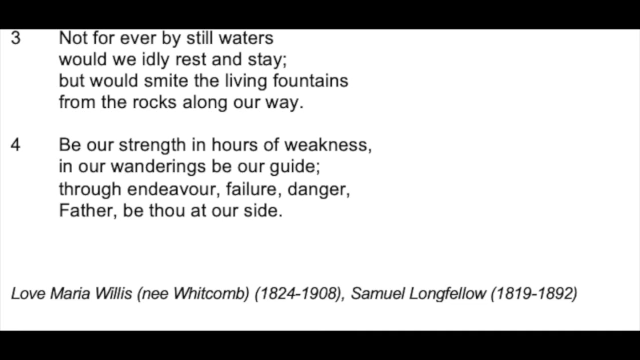 3 Not for ever by still waters
would we idly rest and stay;
but would smite the living fountains
from the rocks along our way.
4 Be our strength in hours of weakness,
in our wanderings be our guide;
through endeavour, failure, danger,
Father, be thou at our side.
Love Maria Willis (nee Whitcomb) (1824-1908), Samuel Longfellow (1819-1892)